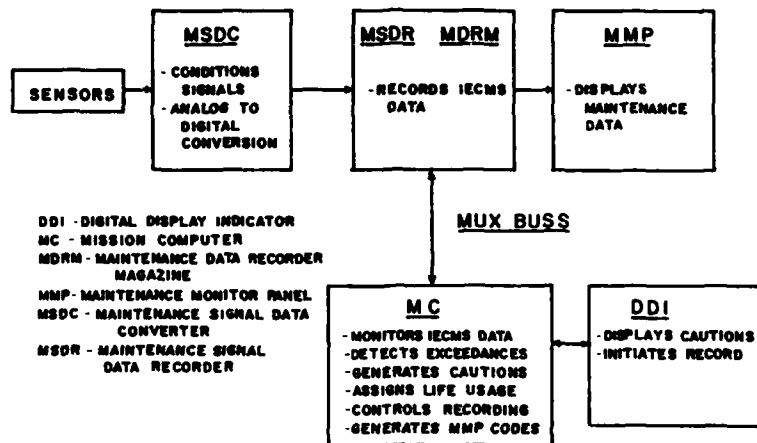 MSDC
- CONDITIONS
SIGNALS
- ANALOG TO
DIGITAL
CONVERSION
MSDR MDRM
- RECORDS IECMS
DATA
MMP
- DISPLAYS
MAINTENANCE
DATA
SENSORS
DDI - DIGITAL DISPLAY INDICATOR
MC - MISSION COMPUTER
MDRM - MAINTENANCE DATA RECORDER
MAGAZINE
MMP - MAINTENANCE MONITOR PANEL
MSDC - MAINTENANCE SIGNAL DATA
CONVERTER
MSDR - MAINTENANCE SIGNAL
DATA RECORDER
MUX BUSS
MC
- MONITORS IECMS DATA
- DETECTS EXCEEDANCES
- GENERATES CAUTIONS
- ASSIGNS LIFE USAGE
- CONTROLS RECORDING
- GENERATES MMP CODES
DDI
- DISPLAYS CAUTIONS
- INITIATES RECORD